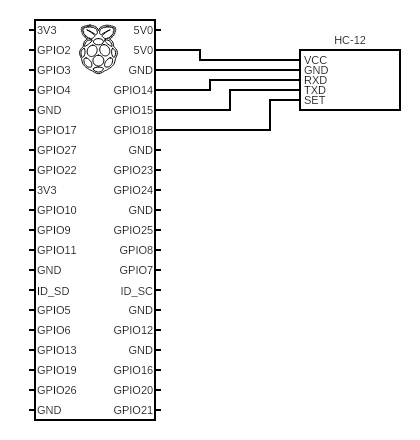 HC-12
3V3 5V0
GPIO2 5V0
GPIO3 GND
GPIO4 GPIO14
GND GPIO15
GPIO17 GPIO18
GPIO27 GND
GPIO22 GPIO23
3V3 GPIO24
GPIO10 GND
GPIO9 GPIO25
GPIO11 GPIO8
GND GPIO7
ID_SD ID_SC
GPIO5 GND
GPIO6 GPIO12
GPIO13 GND
GPIO19 GPIO16
GPIO26 GPIO20
GND GPIO21
VCC
GND
RXD
TXD
SET